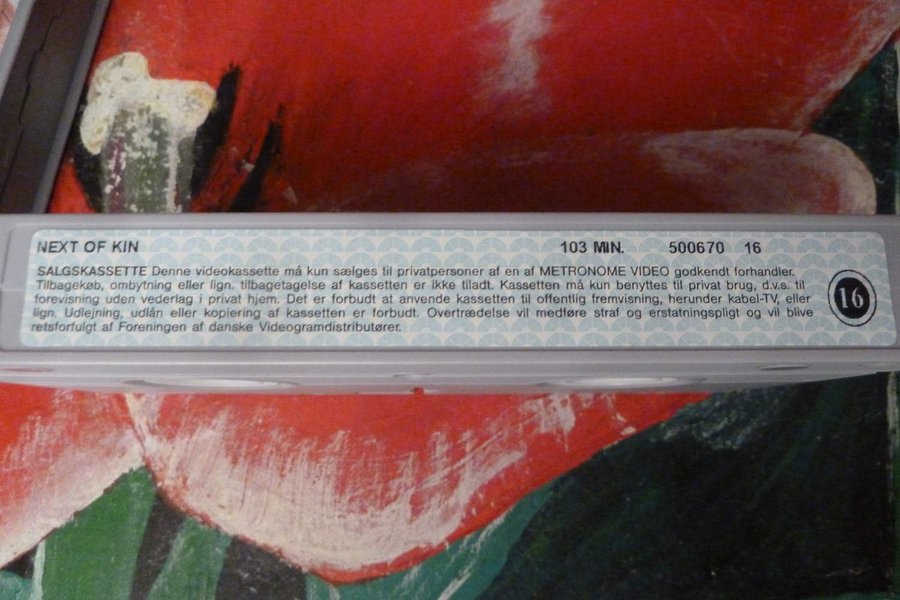 NEXT OF KIN 103 MIN. 500670 16
SALGSKASSETTE Denne videokassette må kun sælges til privatpersoner af en af METRONOME VIDEO godkendt forhandler.
Tilbagekøb, ombytning eller lign. tilbagetagelse af kassetten er ikke tiladt. Kassetten må kun benyttes til privat brug, d.v.s. til
forevisning uden vederlag i privat hjem. Det er forbudt at anvende kassetten til offentlig fremvisning, herunder kabel-TV, eller
lign. Udlejning, udlån eller kopiering af kassetten er forbudt. Overtrædelse vil medføre straf og erstatningspligt og vil blive
retsforfulgt af Foreningen af danske Videogramdistributører.
16